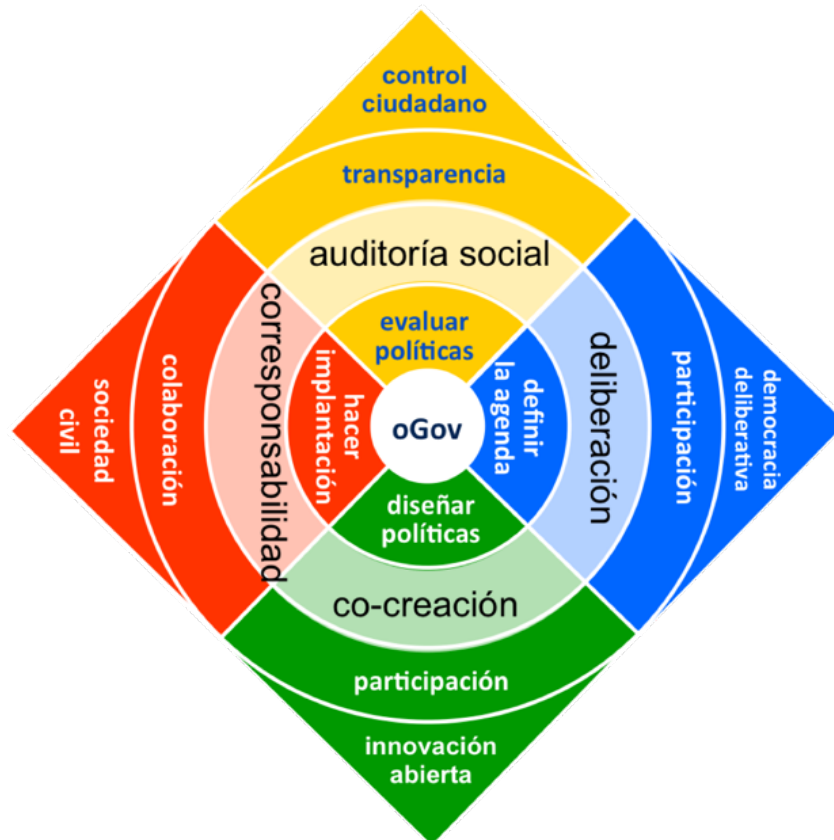 control
ciudadano
transparencia
auditoría social
evaluar
políticas
sociedad
civil
colaboración
corresponsabilidad
hacer
implantación
oGov
definir
la agenda
deliberación
participación
democracia
deliberativa
diseñar
políticas
co-creación
participación
innovación
abierta